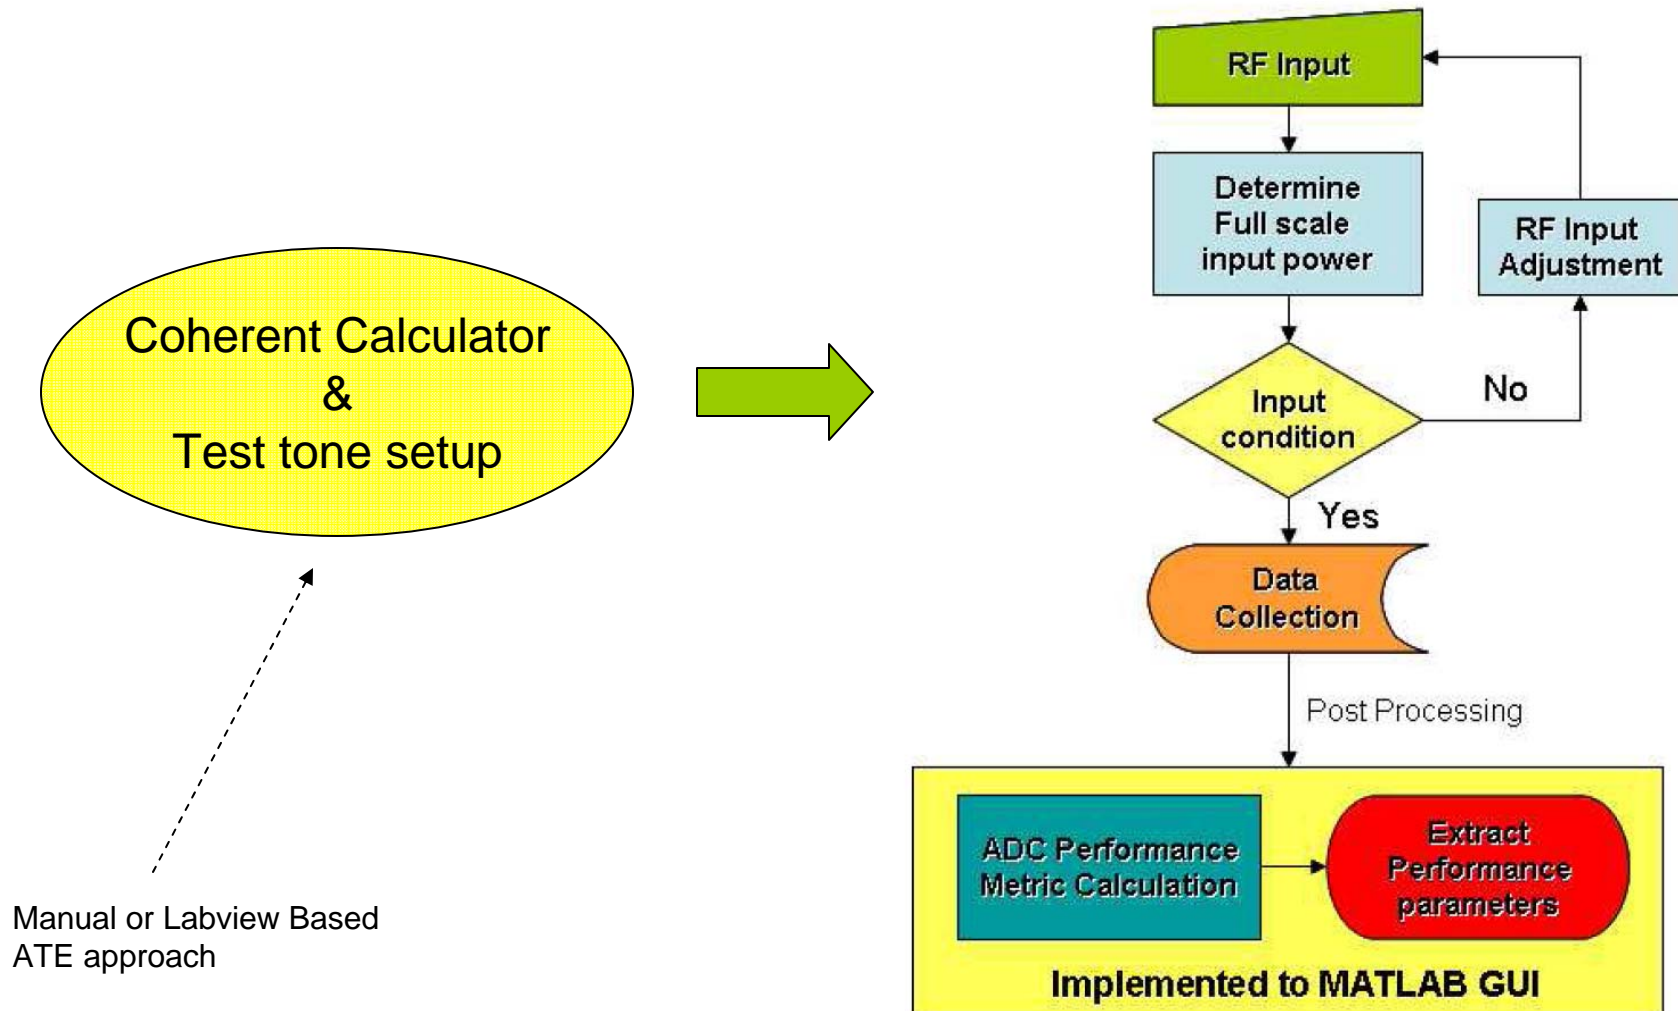 Coherent Calculator
&
Test tone setup
Manual or Labview Based
ATE approach
RF Input
Determine
Full scale
input power
RF Input
Adjustment
Input
condition
No
Yes
Data
Collection
Post Processing
ADC Performance
Metric Calculation
Extract
Performance
parameters
Implemented to MATLAB GUI